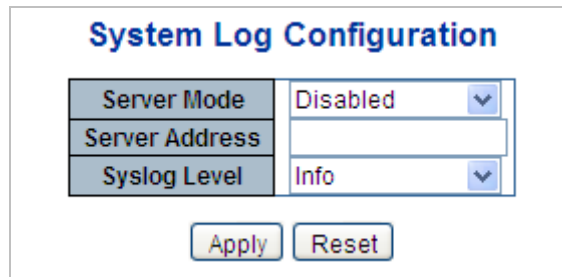 System Log Configuration
Server Mode Disabled
Server Address
Syslog Level Info
Apply Reset